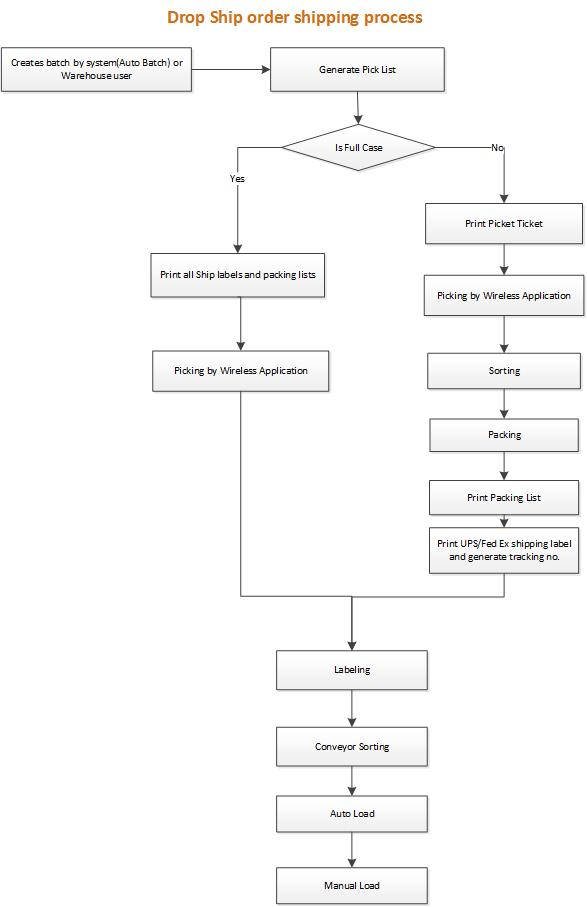 Drop Ship order shipping process
Creates batch by system(Auto Batch) or
Warehouse user
Generate Pick List
Is Full Case
Yes
No
Print all Ship labels and packing lists
Picking by Wireless Application
Print Picket Ticket
Picking by Wireless Application
Sorting
Packing
Print Packing List
Print UPS/Fed Ex shipping label
and generate tracking no.
Labeling
Conveyor Sorting
Auto Load
Manual Load